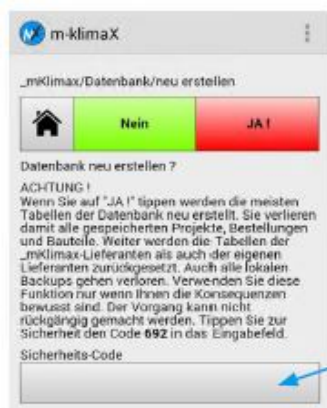 m-klimaX
_mKlimax/Datenbank/neu erstellen
Nein
JA !
Datenbank neu erstellen ?
ACHTUNG !
Wenn Sie auf "JA !" tippen werden die meisten
Tabellen der Datenbank neu erstellt. Sie verlieren
damit alle gespeicherten Projekte, Bestellungen
und Bauteile. Weiter werden die Tabellen der
_mKlimax-Lieferanten als auch der eigenen
Lieferanten zurückgesetzt. Auch alle lokalen
Backups gehen verloren. Verwenden Sie diese
Funktion nur wenn Ihnen die Konsequenzen
bewusst sind. Der Vorgang kann nicht
rückgängig gemacht werden. Tippen Sie zur
Sicherheit den Code 692 in das Eingabefeld.
Sicherheits-Code